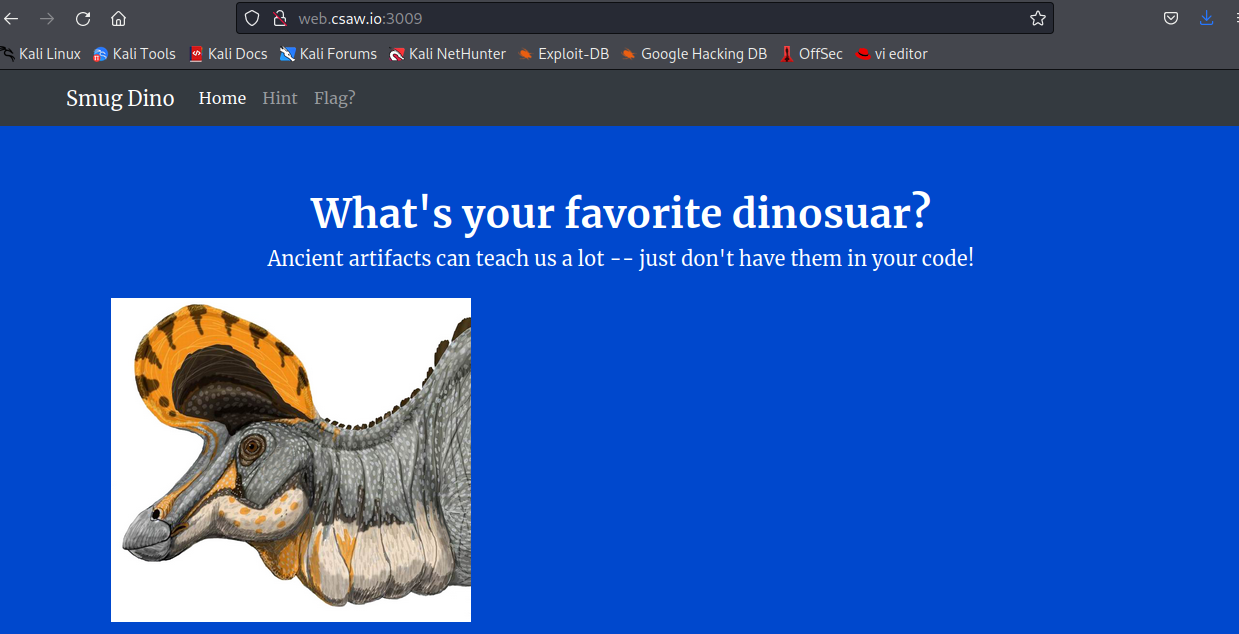 web.csaw.io:3009
Kali Linux Kali Tools Kali Docs Kali Forums Kali NetHunter Exploit-DB Google Hacking DB OffSec vi editor
Smug Dino Home Hint Flag?
What's your favorite dinosuar?
Ancient artifacts can teach us a lot -- just don't have them in your code!